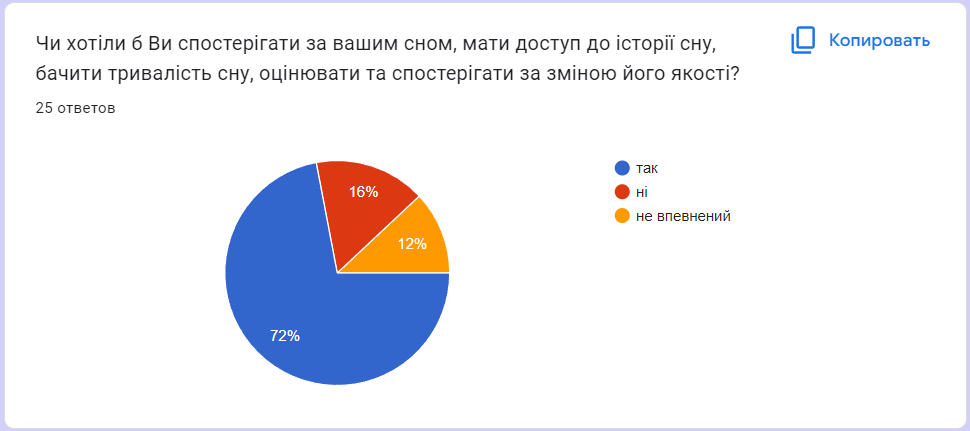 Чи хотіли б Ви спостерігати за вашим сном, мати доступ до історії сну,
бачити тривалість сну, оцінювати та спостерігати за зміною його якості?
Копировать
25 ответов
16%
12%
72%
так
ні
не впевнений